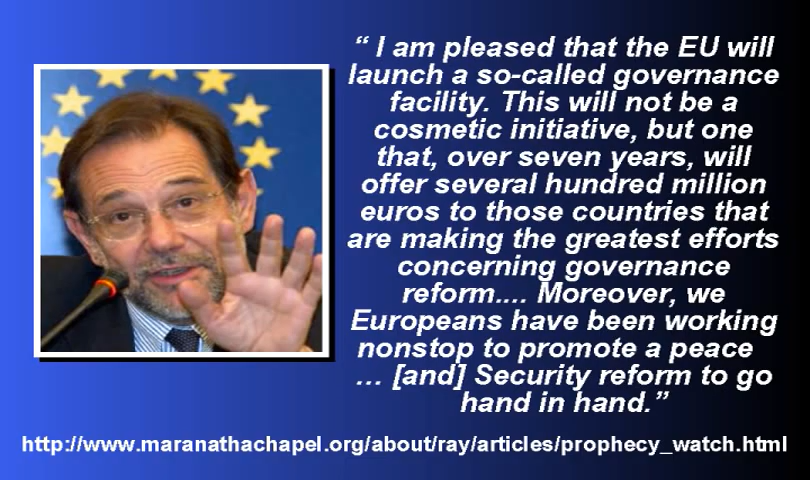 “ I am pleased that the EU will
launch a so-called governance
facility. This will not be a
cosmetic initiative, but one
that, over seven years, will
offer several hundred million
euros to those countries that
are making the greatest efforts
concerning governance
reform.... Moreover, we
Europeans have been working
nonstop to promote a peace
… [and] Security reform to go
hand in hand.”
http://www.maranathachapel.org/about/ray/articles/prophecy_watch.html